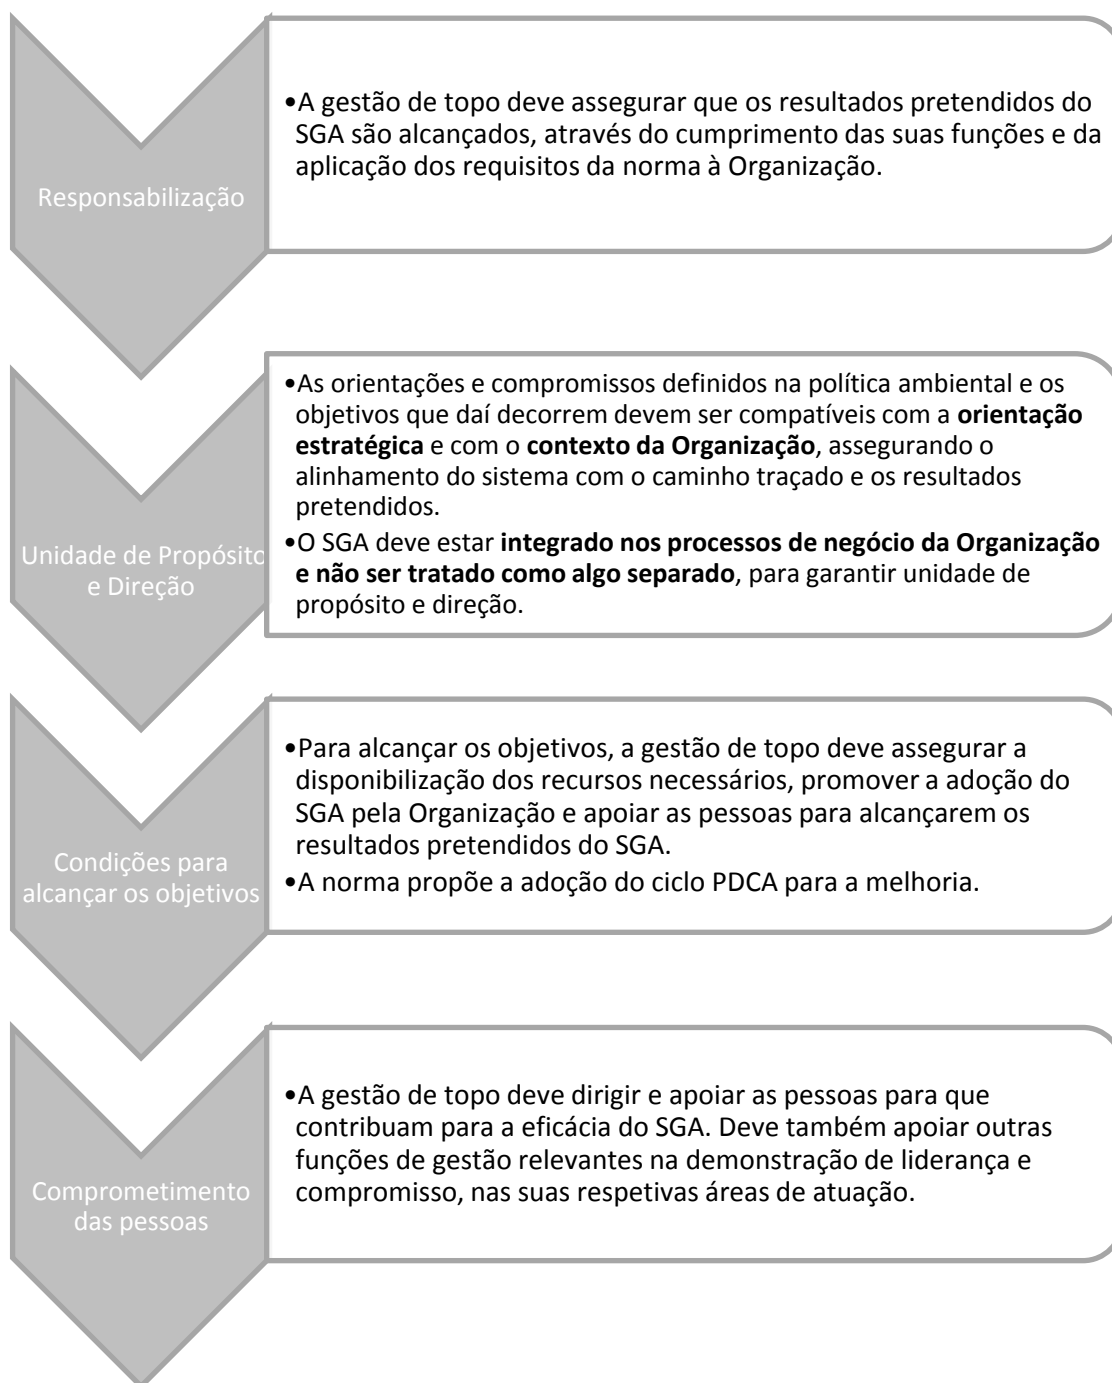 Responsabilização
•A gestão de topo deve assegurar que os resultados pretendidos do
SGA são alcançados, através do cumprimento das suas funções e da
aplicação dos requisitos da norma à Organização.
Unidade de Propósito
e Direção
•As orientações e compromissos definidos na política ambiental e os
objetivos que daí decorrem devem ser compatíveis com a orientação
estratégica e com o contexto da Organização, assegurando o
alinhamento do sistema com o caminho traçado e os resultados
pretendidos.
•O SGA deve estar integrado nos processos de negócio da Organização
e não ser tratado como algo separado, para garantir unidade de
propósito e direção.
Condições para
alcançar os objetivos
•Para alcançar os objetivos, a gestão de topo deve assegurar a
disponibilização dos recursos necessários, promover a adoção do
SGA pela Organização e apoiar as pessoas para alcançarem os
resultados pretendidos do SGA.
•A norma propõe a adoção do ciclo PDCA para a melhoria.
Comprometimento
das pessoas
•A gestão de topo deve dirigir e apoiar as pessoas para que
contribuam para a eficácia do SGA. Deve também apoiar outras
funções de gestão relevantes na demonstração de liderança e
compromisso, nas suas respetivas áreas de atuação.